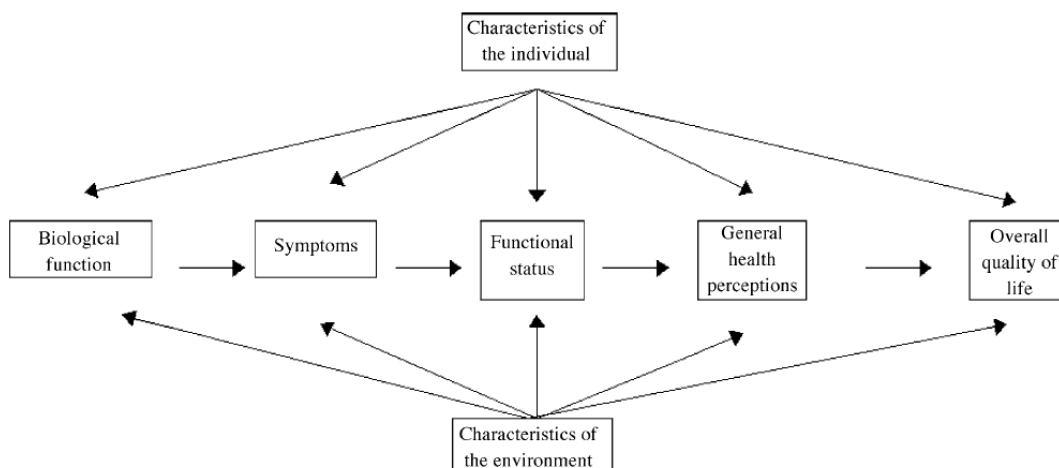 Characteristics of
the individual
Biological
function
Symptoms
Functional
status
General
health
perceptions
Overall
quality of
life
Characteristics of
the environment